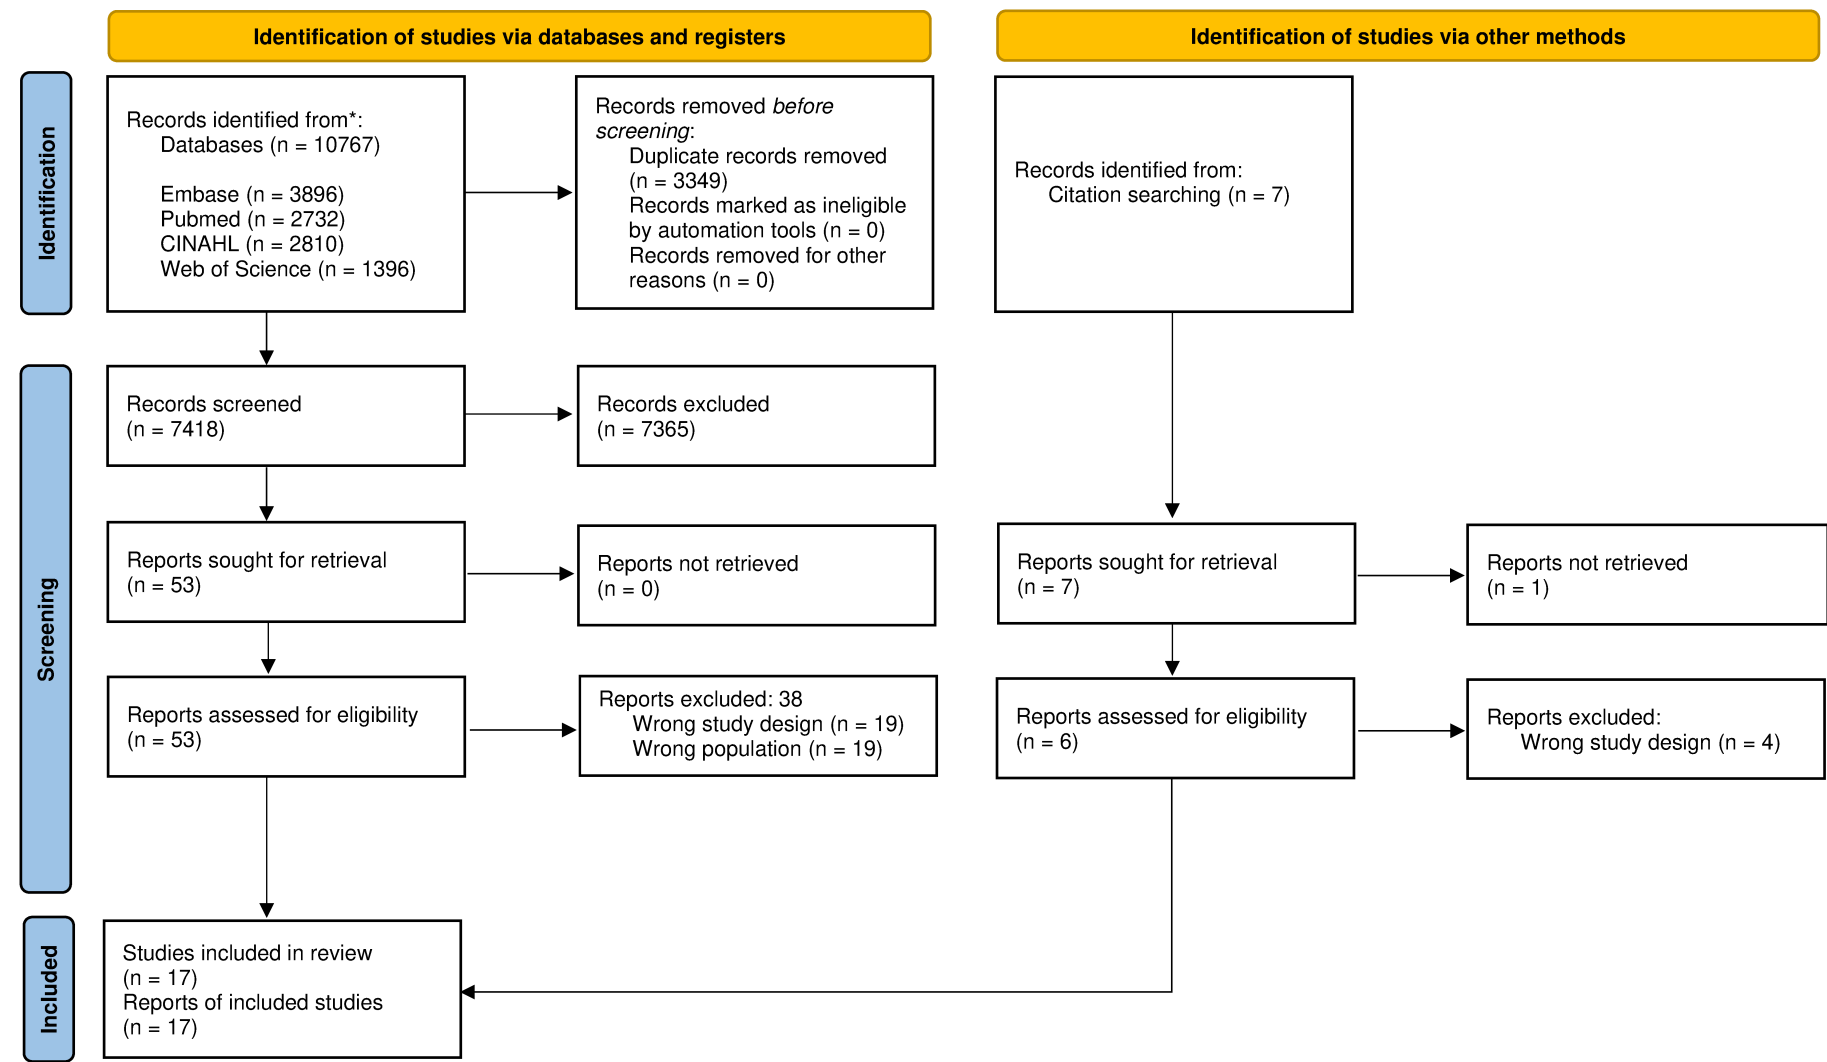 Identification of studies via databases and registers
Identification of studies via other methods
Identification
Records identified from*:
Databases (n = 10767)
Embase (n = 3896)
Pubmed (n = 2732)
CINAHL (n = 2810)
Web of Science (n = 1396)
Records removed before
screening:
Duplicate records removed
(n = 3349)
Records marked as ineligible
by automation tools (n = 0)
Records removed for other
reasons (n = 0)
Records identified from:
Citation searching (n = 7)
Screening
Records screened
(n = 7418)
Records excluded
(n = 7365)
Reports sought for retrieval
(n = 53)
Reports not retrieved
(n = 0)
Reports sought for retrieval
(n = 7)
Reports not retrieved
(n = 1)
Reports assessed for eligibility
(n = 53)
Reports excluded: 38
Wrong study design (n = 19)
Wrong population (n = 19)
Reports assessed for eligibility
(n = 6)
Reports excluded:
Wrong study design (n = 4)
Included
Studies included in review
(n = 17)
Reports of included studies
(n = 17)